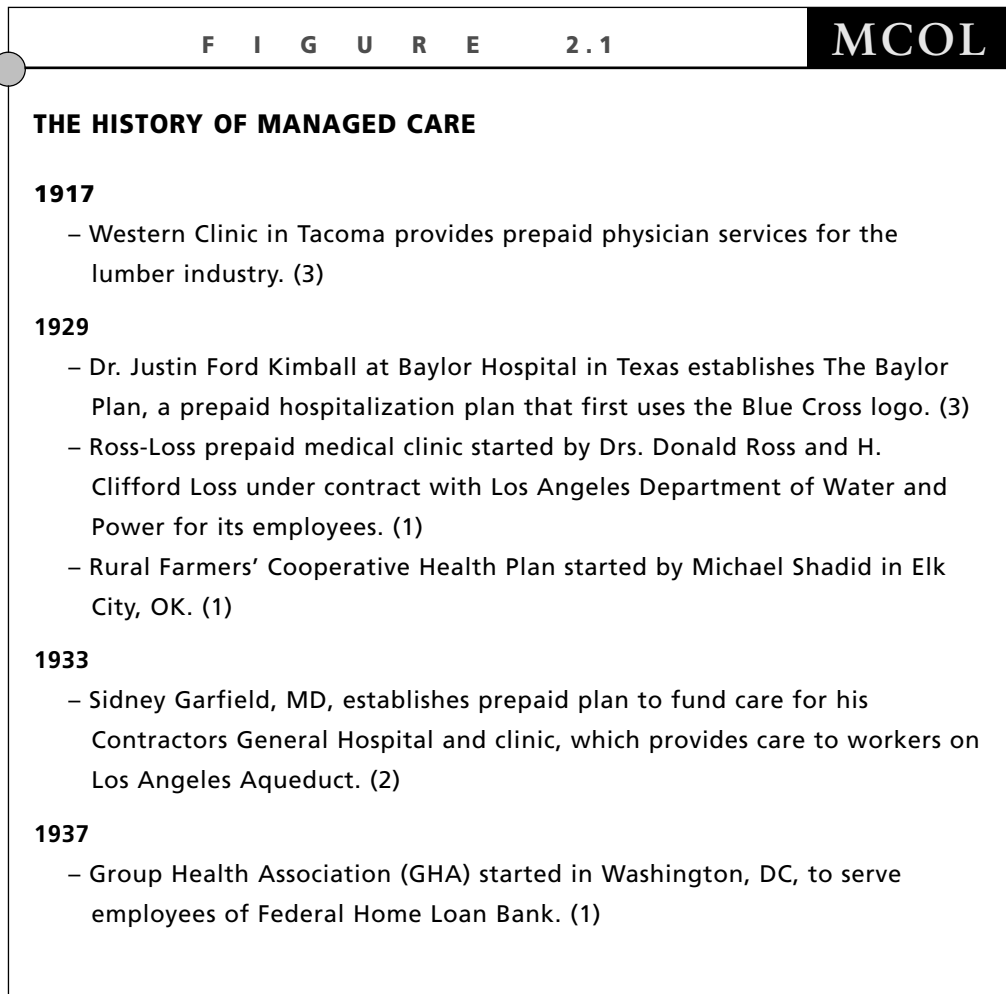 FIGURE 2.1
MCOL
THE HISTORY OF MANAGED CARE
1917
– Western Clinic in Tacoma provides prepaid physician services for the
lumber industry. (3)
1929
– Dr. Justin Ford Kimball at Baylor Hospital in Texas establishes The Baylor
Plan, a prepaid hospitalization plan that first uses the Blue Cross logo. (3)
– Ross-Loss prepaid medical clinic started by Drs. Donald Ross and H.
Clifford Loss under contract with Los Angeles Department of Water and
Power for its employees. (1)
– Rural Farmers’ Cooperative Health Plan started by Michael Shadid in Elk
City, OK. (1)
1933
– Sidney Garfield, MD, establishes prepaid plan to fund care for his
Contractors General Hospital and clinic, which provides care to workers on
Los Angeles Aqueduct. (2)
1937
– Group Health Association (GHA) started in Washington, DC, to serve
employees of Federal Home Loan Bank. (1)